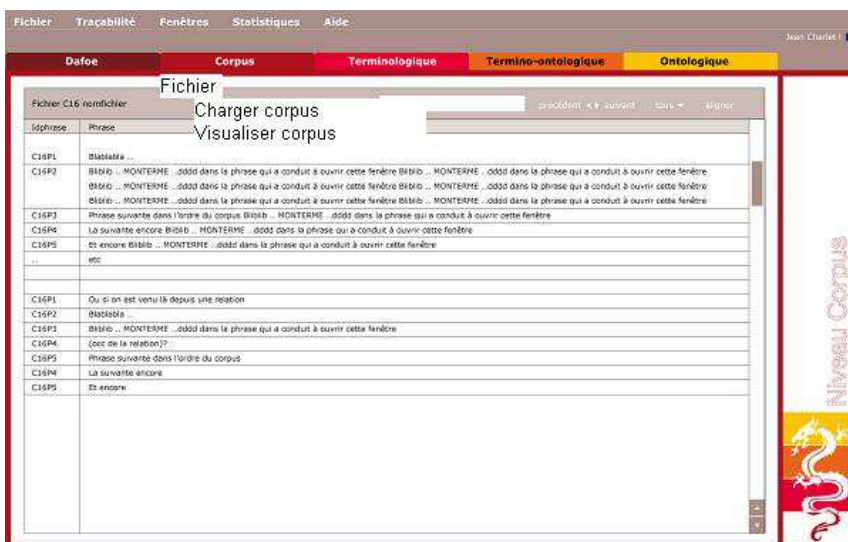 Fichier Traçabilité Fenêtres Statistiques Aide
Jean Charlet !
Dafoe Corpus Terminologique Termino-ontologique Ontologique
Fichier
Charger corpus
Visualiser corpus
Fichier C16 nomfichier précédent suivant tous aligner
Idphrase Phrase
C16P1 Blablabla ..
C16P2 Bliblib .. MONTERME ..dddd dans la phrase qui a conduit à ouvrir cette fenêtre Bliblib .. MONTERME ..dddd dans la phrase qui a conduit à ouvrir cette fenêtre
Bliblib .. MONTERME ..dddd dans la phrase qui a conduit à ouvrir cette fenêtre Bliblib .. MONTERME ..dddd dans la phrase qui a conduit à ouvrir cette fenêtre
Bliblib .. MONTERME ..dddd dans la phrase qui a conduit à ouvrir cette fenêtre Bliblib .. MONTERME ..dddd dans la phrase qui a conduit à ouvrir cette fenêtre
C16P3 Phrase suivante dans l'ordre du corpus Bliblib .. MONTERME ..dddd dans la phrase qui a conduit à ouvrir cette fenêtre
C16P4 La suivante encore Bliblib .. MONTERME ..dddd dans la phrase qui a conduit à ouvrir cette fenêtre
C16P5 Et encore Bliblib .. MONTERME ..dddd dans la phrase qui a conduit à ouvrir cette fenêtre
.. etc
C16P1 Ou si on est venu là depuis une relation
C16P2 Blablabla ..
C16P3 Bliblib .. MONTERME ..dddd dans la phrase qui a conduit à ouvrir cette fenêtre
C16P4 (occ de la relation)?
C16P5 Phrase suivante dans l'ordre du corpus
C16P4 La suivante encore
C16P5 Et encore
Niveau Corpus